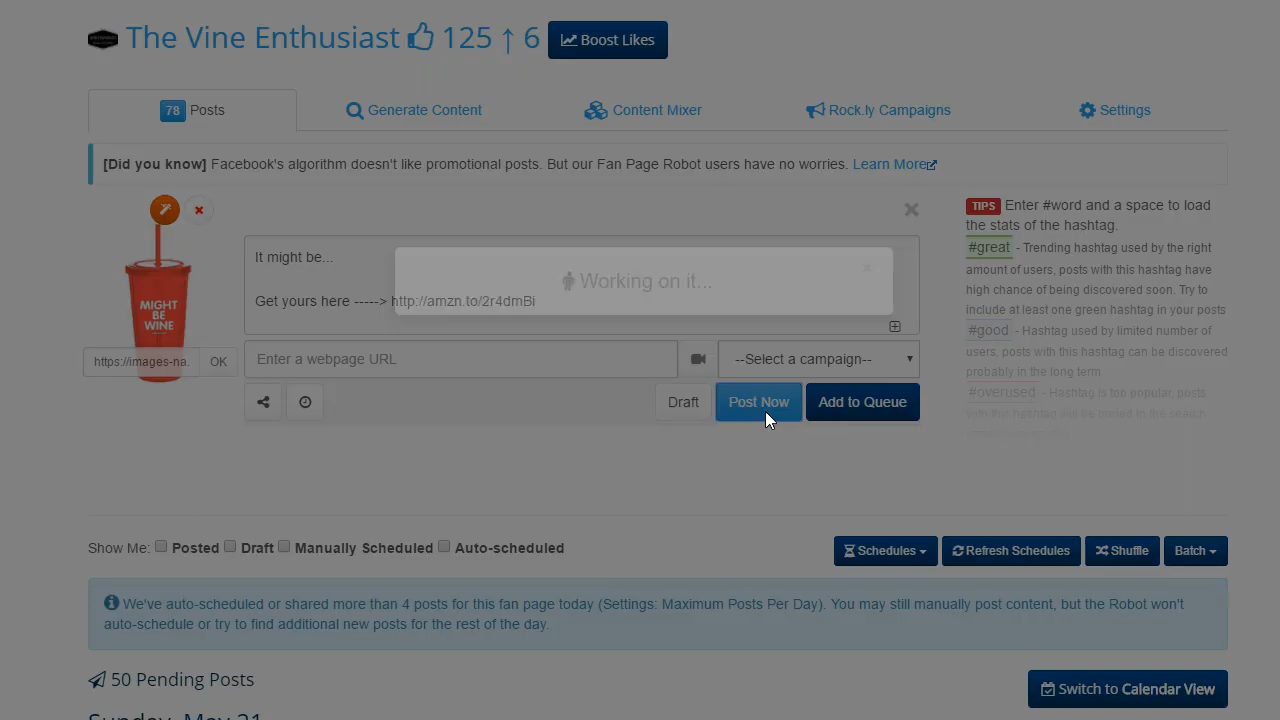 The Vine Enthusiast 125 ↑ 6 Boost Likes
78 Posts Generate Content Content Mixer Rock.ly Campaigns Settings
[Did you know] Facebook's algorithm doesn't like promotional posts. But our Fan Page Robot users have no worries. Learn More
MIGHT
BE
WINE
https://images-na. OK
It might be...
Get yours here -----> http://amzn.to/2r4dmBi
Working on it...
Enter a webpage URL --Select a campaign--
Draft Post Now Add to Queue
TIPS Enter #word and a space to load
the stats of the hashtag.
#great - Trending hashtag used by the right
amount of users, posts with this hashtag have
high chance of being discovered soon. Try to
include at least one green hashtag in your posts
#good - Hashtag used by limited number of
users, posts with this hashtag can be discovered
probably in the long term
#overused - Hashtag is too popular, posts
with this hashtag will be buried in the search
Show Me: Posted Draft Manually Scheduled Auto-scheduled
Schedules Refresh Schedules Shuffle Batch
We've auto-scheduled or shared more than 4 posts for this fan page today (Settings: Maximum Posts Per Day). You may still manually post content, but the Robot won't
auto-schedule or try to find additional new posts for the rest of the day.
50 Pending Posts
Switch to Calendar View
Sunday, May 21